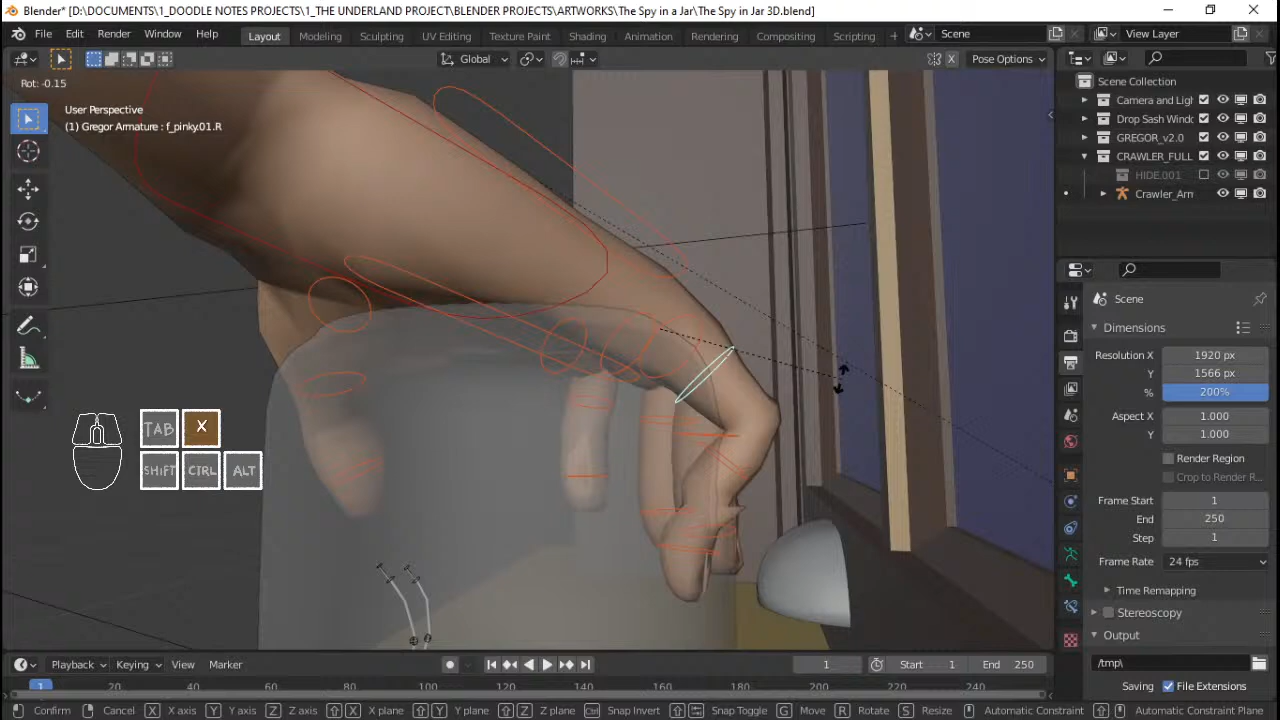 Blender* [D:\DOCUMENTS\1_DOODLE NOTES PROJECTS\1_THE UNDERLAND PROJECT\BLENDER PROJECTS\ARTWORKS\The Spy in a Jar\The Spy in Jar 3D.blend]
File Edit Render Window Help Layout Modeling Sculpting UV Editing Texture Paint Shading Animation Rendering Compositing Scripting + Scene View Layer
Global X Pose Options
Rot: -0.15
User Perspective
(1) Gregor Armature : f_pinky.01.R
Scene Collection
Camera and Ligh
Drop Sash Windo
GREGOR_v2.0
CRAWLER_FULL
HIDE.001
Crawler_Arm
Scene
Dimensions
Resolution X 1920 px
Y 1566 px
% 200%
Aspect X 1.000
Y 1.000
Render Region
Crop to Render R...
Frame Start 1
End 250
Step 1
Frame Rate 24 fps
Time Remapping
Stereoscopy
Output
/tmp\
Saving File Extensions
TAB X
SHIFT CTRL ALT
Playback Keying View Marker 1 Start 1 End 250
1 20 40 60 80 100 120 140 160 180 200 220 240
Confirm Cancel X X axis Y Y axis Z Z axis X X plane Y Y plane Z Z plane Ctrl Snap Invert Snap Toggle G Move R Rotate S Resize Automatic Constraint Automatic Constraint Plane